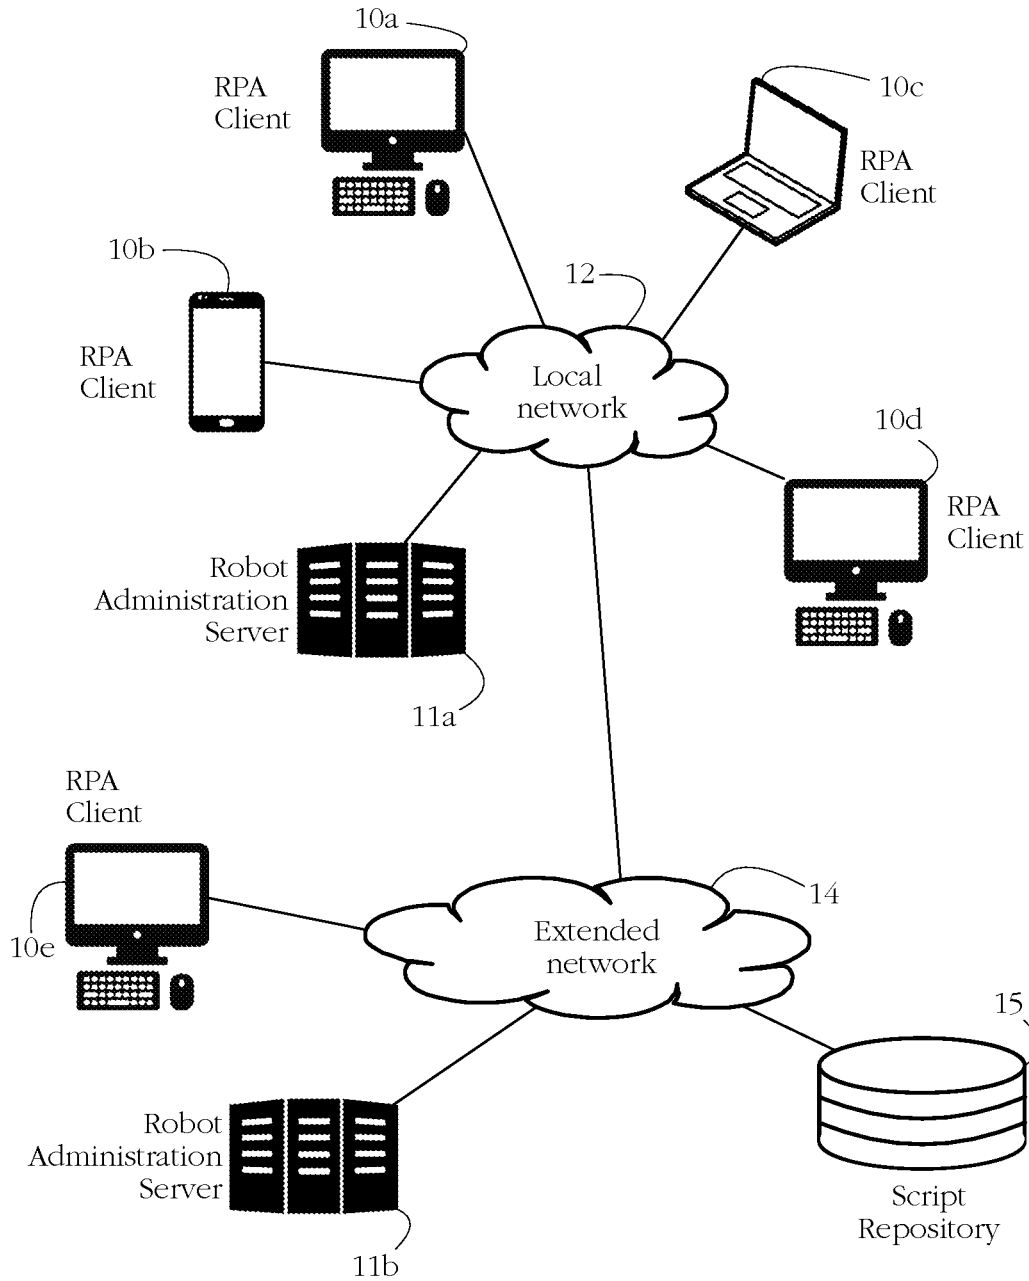 10a
RPA
Client
10c
RPA
Client
10b
RPA
Client
12
Local
network
10d
RPA
Client
Robot
Administration
Server
11a
RPA
Client
10e
14
Extended
network
15
Script
Repository
Robot
Administration
Server
11b